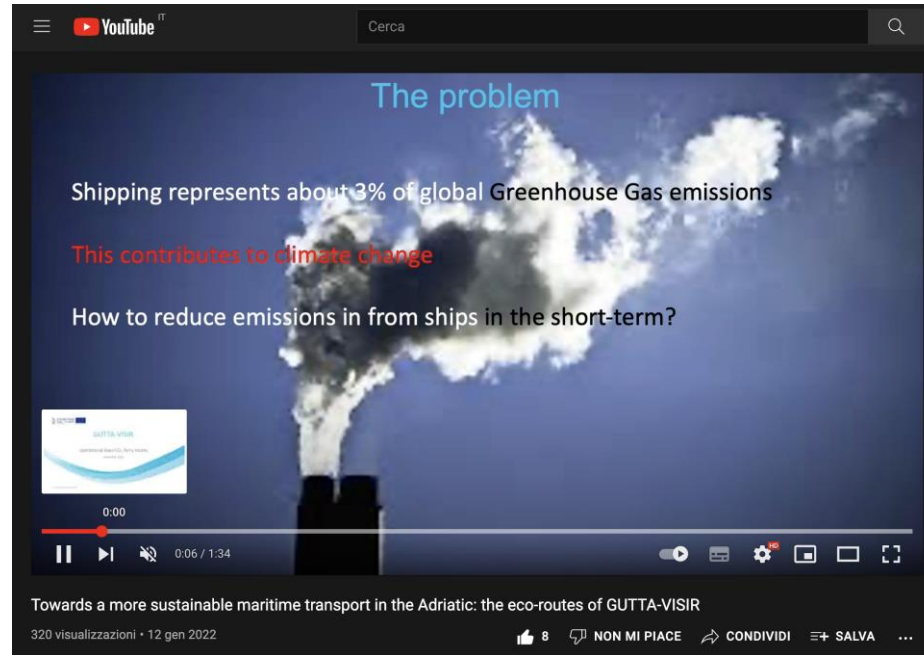 YouTube IT
Cerca
The problem
Shipping represents about 3% of global Greenhouse Gas emissions
This contributes to climate change
How to reduce emissions in from ships in the short-term?
GUTTA-VISIR
0:00
0:06 / 1:34
HD
Towards a more sustainable maritime transport in the Adriatic: the eco-routes of GUTTA-VISIR
320 visualizzazioni • 12 gen 2022
8 NON MI PIACE CONDIVIDI SALVA ...